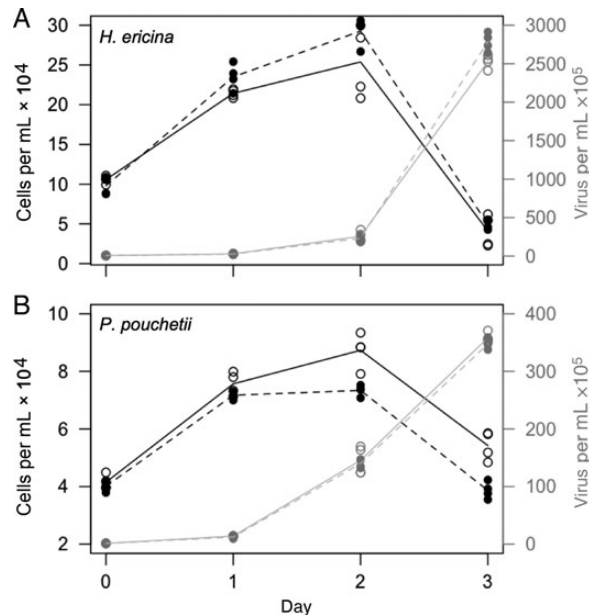 A
H. ericina
Cells per mL × 10⁴
30
25
20
15
10
5
0
Virus per mL ×10⁵
3000
2500
2000
1500
1000
500
0
B
P. pouchetii
Cells per mL × 10⁴
10
8
6
4
2
Virus per mL ×10⁵
400
300
200
100
0
0 1 2 3
Day